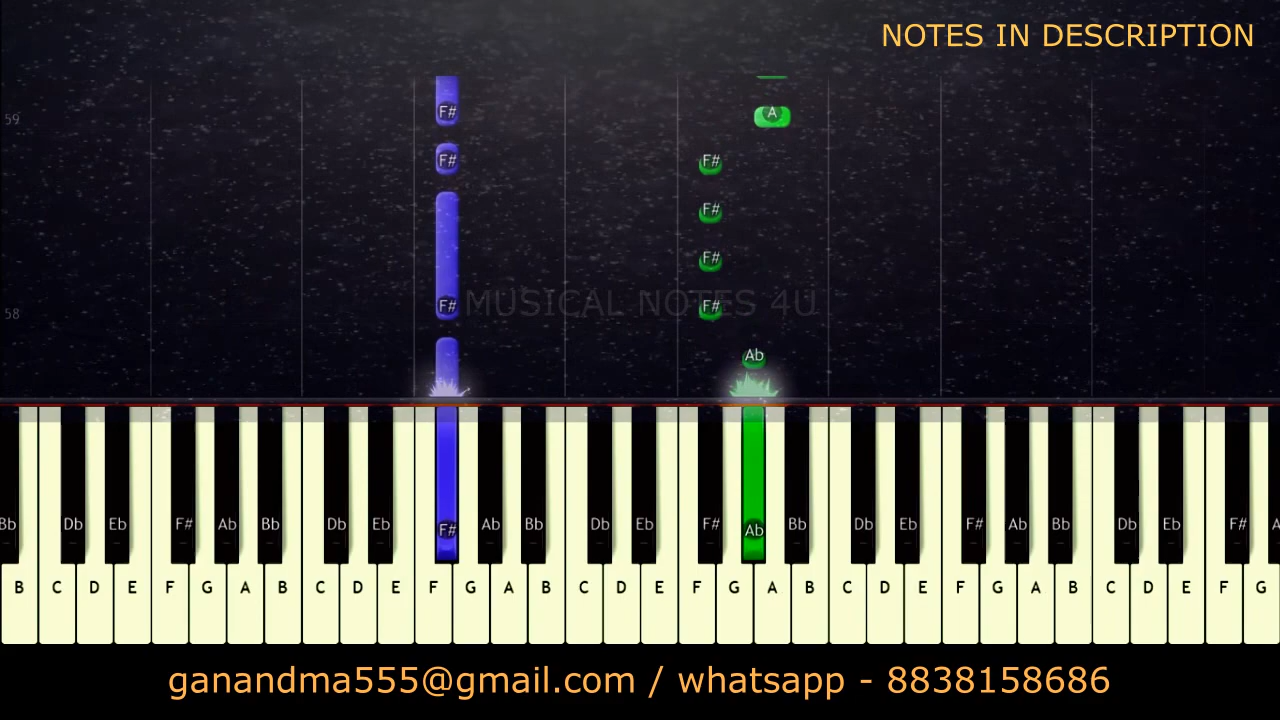 NOTES IN DESCRIPTION
F#
A
59
F# F#
F#
F#
MUSICAL NOTES 4U
F# F#
58
Ab
Bb Db Eb F# Ab Bb Db Eb F# Ab Bb Db Eb F# Ab Bb Db Eb F# Ab Bb Db Eb F# A
B C D E F G A B C D E F G A B C D E F G A B C D E F G A B C D E F G
ganandma555@gmail.com / whatsapp - 8838158686